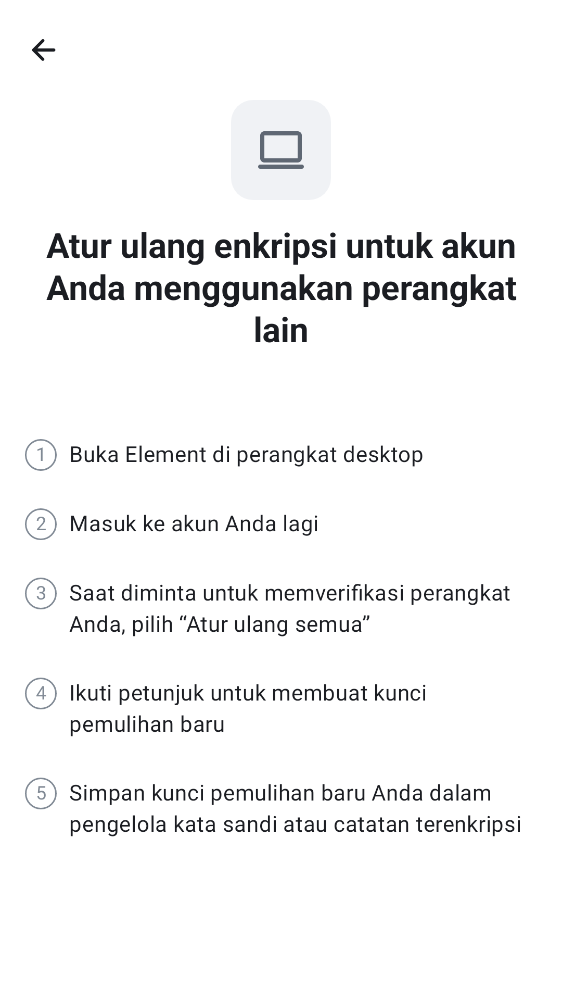 Atur ulang enkripsi untuk akun
Anda menggunakan perangkat
lain
1 Buka Element di perangkat desktop
2 Masuk ke akun Anda lagi
3 Saat diminta untuk memverifikasi perangkat
Anda, pilih “Atur ulang semua”
4 Ikuti petunjuk untuk membuat kunci
pemulihan baru
5 Simpan kunci pemulihan baru Anda dalam
pengelola kata sandi atau catatan terenkripsi